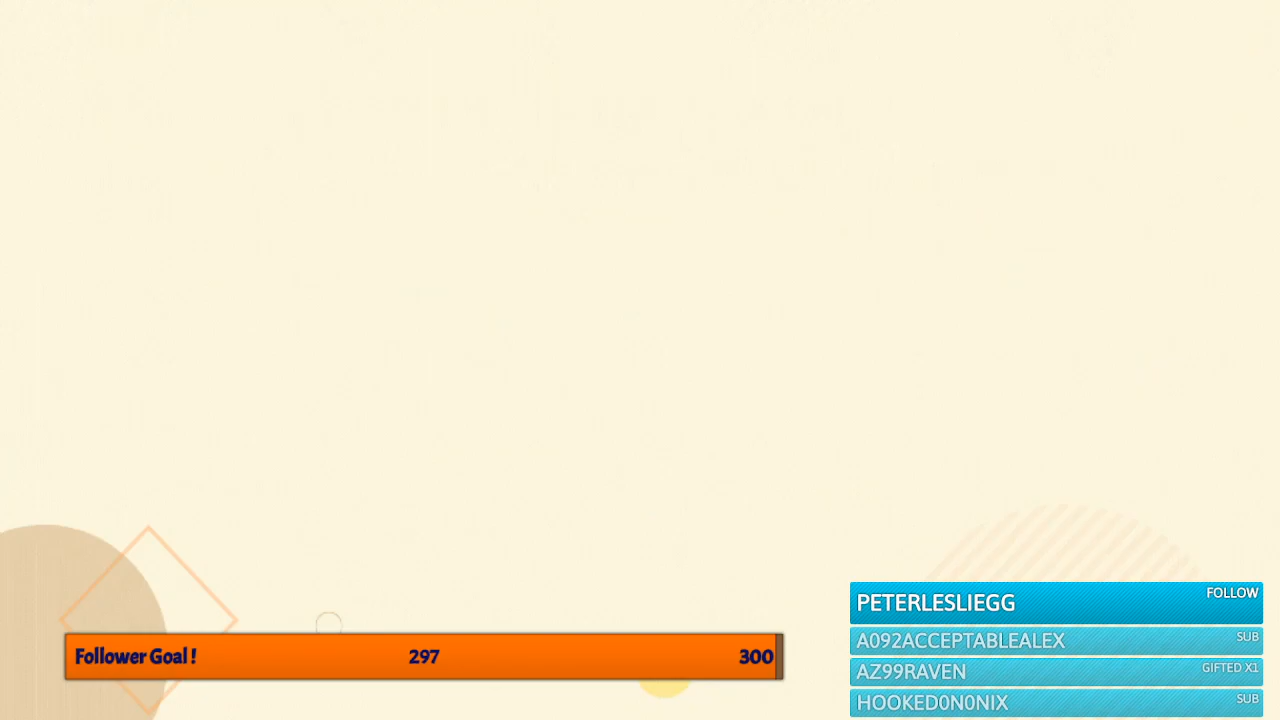 Follower Goal !
297
300
PETERLESLIEGG FOLLOW
A092ACCEPTABLEALEX SUB
AZ99RAVEN GIFTED X1
HOOKED0N0NIX SUB